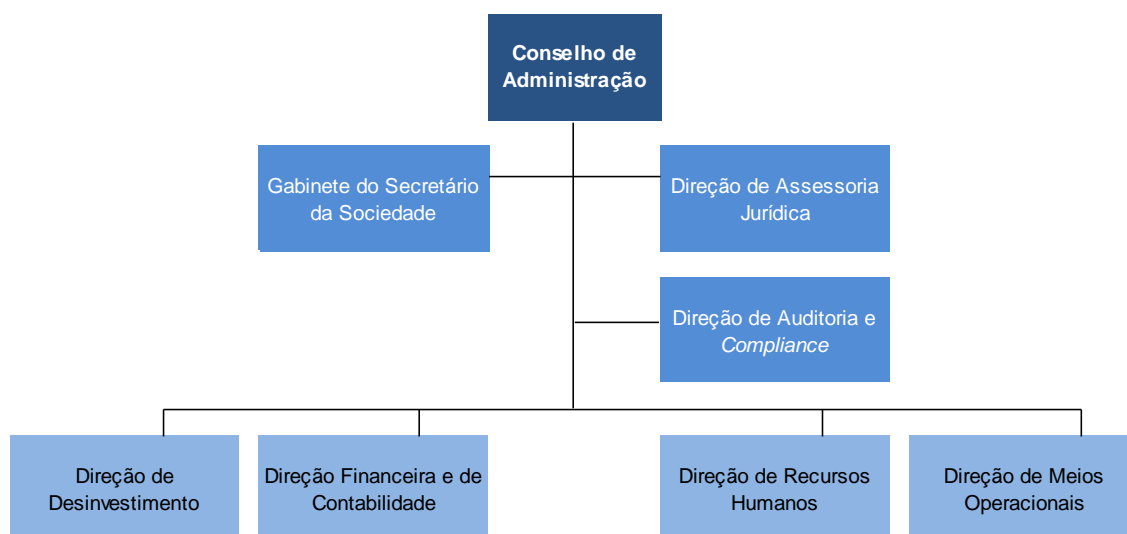 Conselho de
Administração
Gabinete do Secretário
da Sociedade
Direção de Assessoria
Jurídica
Direção de Auditoria e
Compliance
Direção de
Desinvestimento
Direção Financeira e de
Contabilidade
Direção de Recursos
Humanos
Direção de Meios
Operacionais